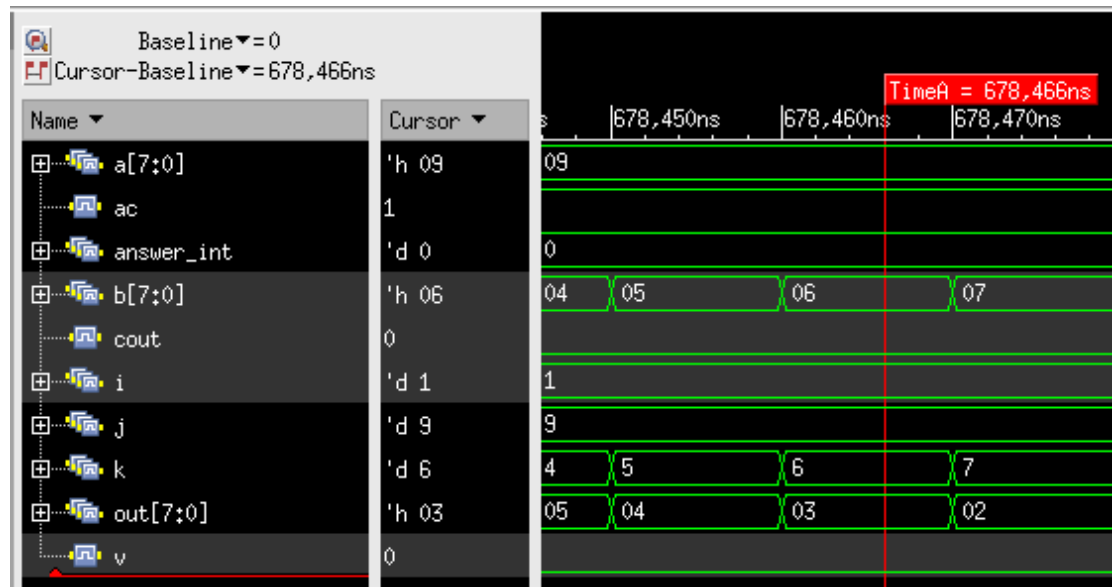 Baseline▼=0
Cursor-Baseline▼=678,466ns
TimeA = 678,466ns
Name ▼ Cursor ▼ s 678,450ns 678,460ns 678,470ns
a[7:0] 'h 09 09
ac 1
answer_int 'd 0 0
b[7:0] 'h 06 04 05 06 07
cout 0
i 'd 1 1
j 'd 9 9
k 'd 6 4 5 6 7
out[7:0] 'h 03 05 04 03 02
v 0